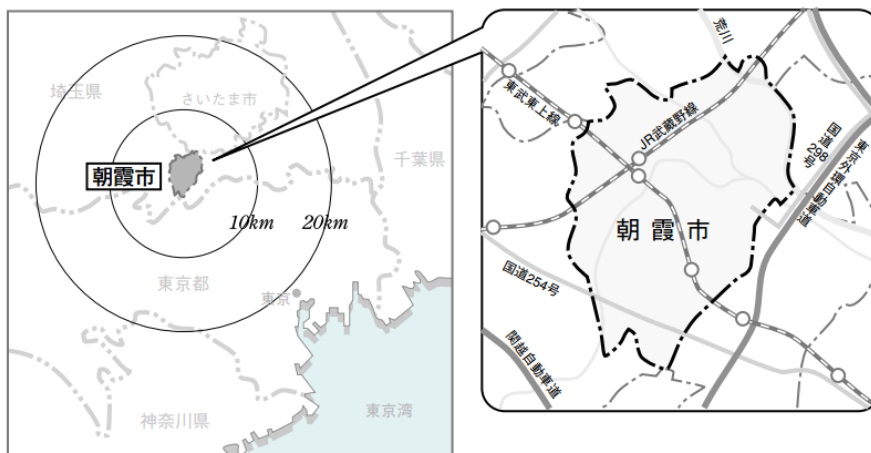 埼玉県
さいたま市
千葉県
朝霞市
10km
20km
東京都
東京
神奈川県
東京湾
荒川
東武東上線
JR武蔵野線
国道
298
号
東京外環自動車道
朝霞市
国道254号
関越自動車道